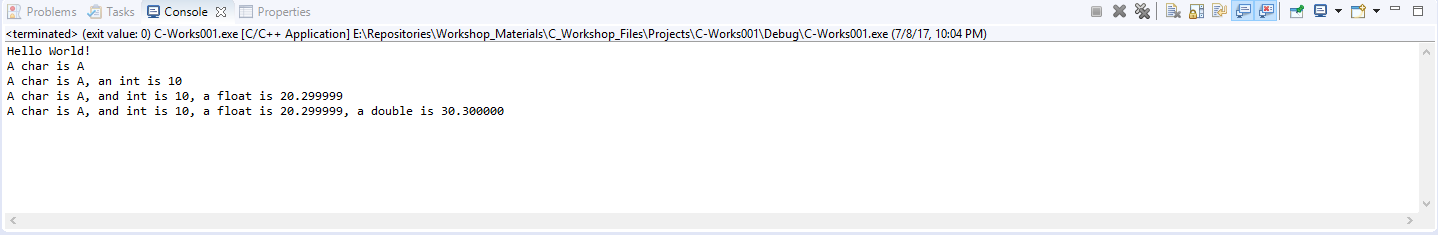 Problems Tasks Console Properties
<terminated> (exit value: 0) C-Works001.exe [C/C++ Application] E:\Repositories\Workshop_Materials\C_Workshop_Files\Projects\C-Works001\Debug\C-Works001.exe (7/8/17, 10:04 PM)
Hello World!
A char is A
A char is A, an int is 10
A char is A, and int is 10, a float is 20.299999
A char is A, and int is 10, a float is 20.299999, a double is 30.300000